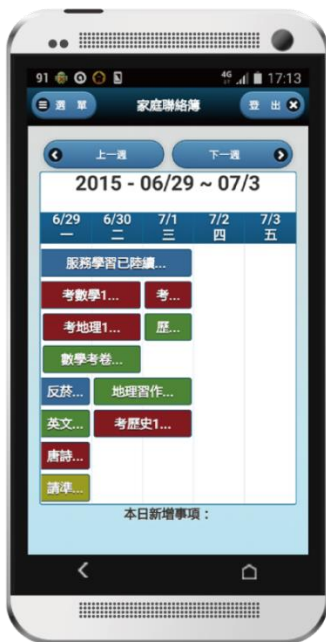 91 4G 17:13
選 單 家庭聯絡簿 登 出
上一週 下一週
2015 - 06/29 ~ 07/3
6/29 6/30 7/1 7/2 7/3
一 二 三 四 五
服務學習已陸續...
考數學1... 考...
考地理1... 歷...
數學考卷...
反菸... 地理習作...
英文... 考歷史1...
唐詩...
請準...
本日新增事項：